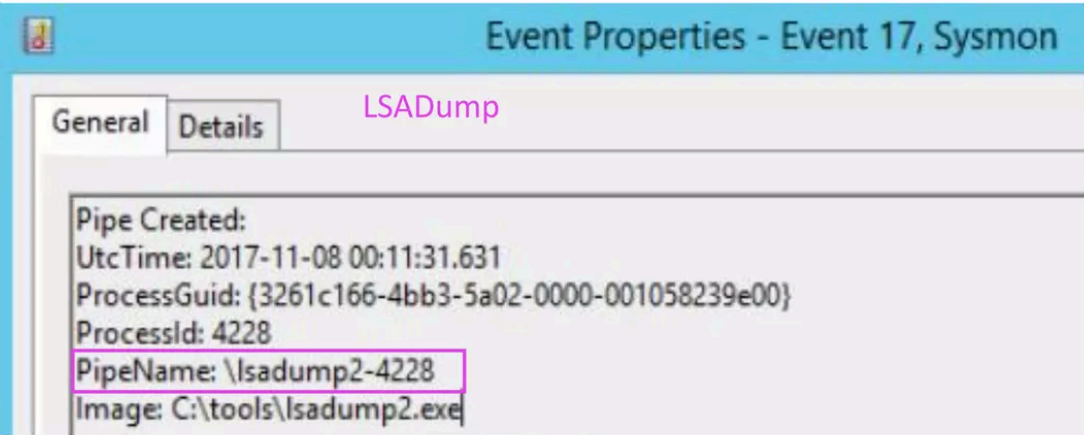 Event Properties - Event 17, Sysmon
General
Details
LSADump
Pipe Created:
UtcTime: 2017-11-08 00:11:31.631
ProcessGuid: {3261c166-4bb3-5a02-0000-001058239e00}
ProcessId: 4228
PipeName: \lsadump2-4228
Image: C:\tools\lsadump2.exe